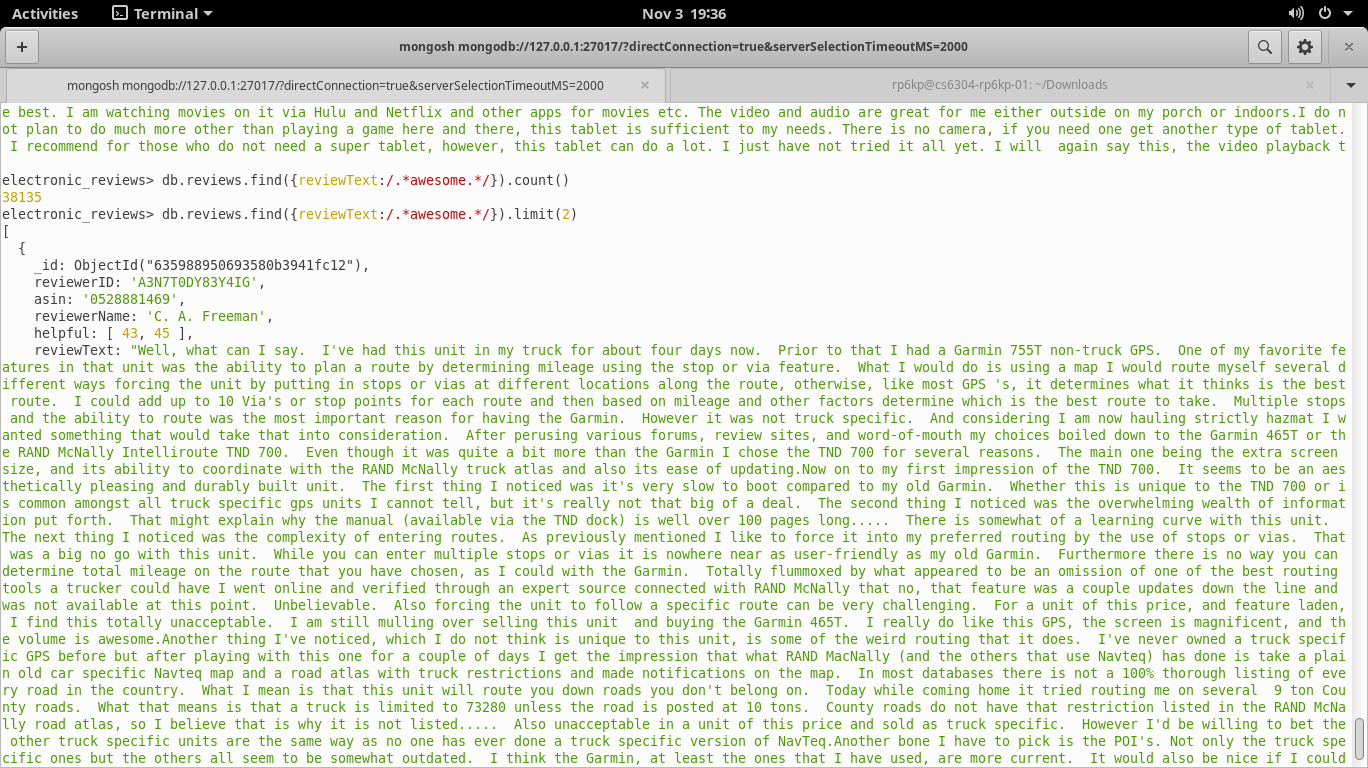 Activities Terminal Nov 3 19:36
mongosh mongodb://127.0.0.1:27017/?directConnection=true&serverSelectionTimeoutMS=2000
mongosh mongodb://127.0.0.1:27017/?directConnection=true&serverSelectionTimeoutMS=2000 rp6kp@cs6304-rp6kp-01: ~/Downloads
e best. I am watching movies on it via Hulu and Netflix and other apps for movies etc. The video and audio are great for me either outside on my porch or indoors.I do n
ot plan to do much more other than playing a game here and there, this tablet is sufficient to my needs. There is no camera, if you need one get another type of tablet.
I recommend for those who do not need a super tablet, however, this tablet can do a lot. I just have not tried it all yet. I will  again say this, the video playback t
electronic_reviews> db.reviews.find({reviewText:/.*awesome.*/}).count()
38135
electronic_reviews> db.reviews.find({reviewText:/.*awesome.*/}).limit(2)
[
{
_id: ObjectId("635988950693580b3941fc12"),
reviewerID: 'A3N7T0DY83Y4IG',
asin: '0528881469',
reviewerName: 'C. A. Freeman',
helpful: [ 43, 45 ],
reviewText: "Well, what can I say.  I've had this unit in my truck for about four days now.  Prior to that I had a Garmin 755T non-truck GPS.  One of my favorite fe
atures in that unit was the ability to plan a route by determining mileage using the stop or via feature.  What I would do is using a map I would route myself several d
ifferent ways forcing the unit by putting in stops or vias at different locations along the route, otherwise, like most GPS 's, it determines what it thinks is the best
route.  I could add up to 10 Via's or stop points for each route and then based on mileage and other factors determine which is the best route to take.  Multiple stops
and the ability to route was the most important reason for having the Garmin.  However it was not truck specific.  And considering I am now hauling strictly hazmat I w
anted something that would take that into consideration.  After perusing various forums, review sites, and word-of-mouth my choices boiled down to the Garmin 465T or th
e RAND McNally Intelliroute TND 700.  Even though it was quite a bit more than the Garmin I chose the TND 700 for several reasons.  The main one being the extra screen
size, and its ability to coordinate with the RAND McNally truck atlas and also its ease of updating.Now on to my first impression of the TND 700.  It seems to be an aes
thetically pleasing and durably built unit.  The first thing I noticed was it's very slow to boot compared to my old Garmin.  Whether this is unique to the TND 700 or i
s common amongst all truck specific gps units I cannot tell, but it's really not that big of a deal.  The second thing I noticed was the overwhelming wealth of informat
ion put forth.  That might explain why the manual (available via the TND dock) is well over 100 pages long.....  There is somewhat of a learning curve with this unit.
The next thing I noticed was the complexity of entering routes.  As previously mentioned I like to force it into my preferred routing by the use of stops or vias.  That
was a big no go with this unit.  While you can enter multiple stops or vias it is nowhere near as user-friendly as my old Garmin.  Furthermore there is no way you can
determine total mileage on the route that you have chosen, as I could with the Garmin.  Totally flummoxed by what appeared to be an omission of one of the best routing
tools a trucker could have I went online and verified through an expert source connected with RAND McNally that no, that feature was a couple updates down the line and
was not available at this point.  Unbelievable.  Also forcing the unit to follow a specific route can be very challenging.  For a unit of this price, and feature laden,
I find this totally unacceptable.  I am still mulling over selling this unit  and buying the Garmin 465T.  I really do like this GPS, the screen is magnificent, and th
e volume is awesome.Another thing I've noticed, which I do not think is unique to this unit, is some of the weird routing that it does.  I've never owned a truck specif
ic GPS before but after playing with this one for a couple of days I get the impression that what RAND MacNally (and the others that use Navteq) has done is take a plai
n old car specific Navteq map and a road atlas with truck restrictions and made notifications on the map.  In most databases there is not a 100% thorough listing of eve
ry road in the country.  What I mean is that this unit will route you down roads you don't belong on.  Today while coming home it tried routing me on several  9 ton Cou
nty roads.  What that means is that a truck is limited to 73280 unless the road is posted at 10 tons.  County roads do not have that restriction listed in the RAND McNa
lly road atlas, so I believe that is why it is not listed.....  Also unacceptable in a unit of this price and sold as truck specific.  However I'd be willing to bet the
other truck specific units are the same way as no one has ever done a truck specific version of NavTeq.Another bone I have to pick is the POI's. Not only the truck spe
cific ones but the others all seem to be somewhat outdated.  I think the Garmin, at least the ones that I have used, are more current.  It would also be nice if I could